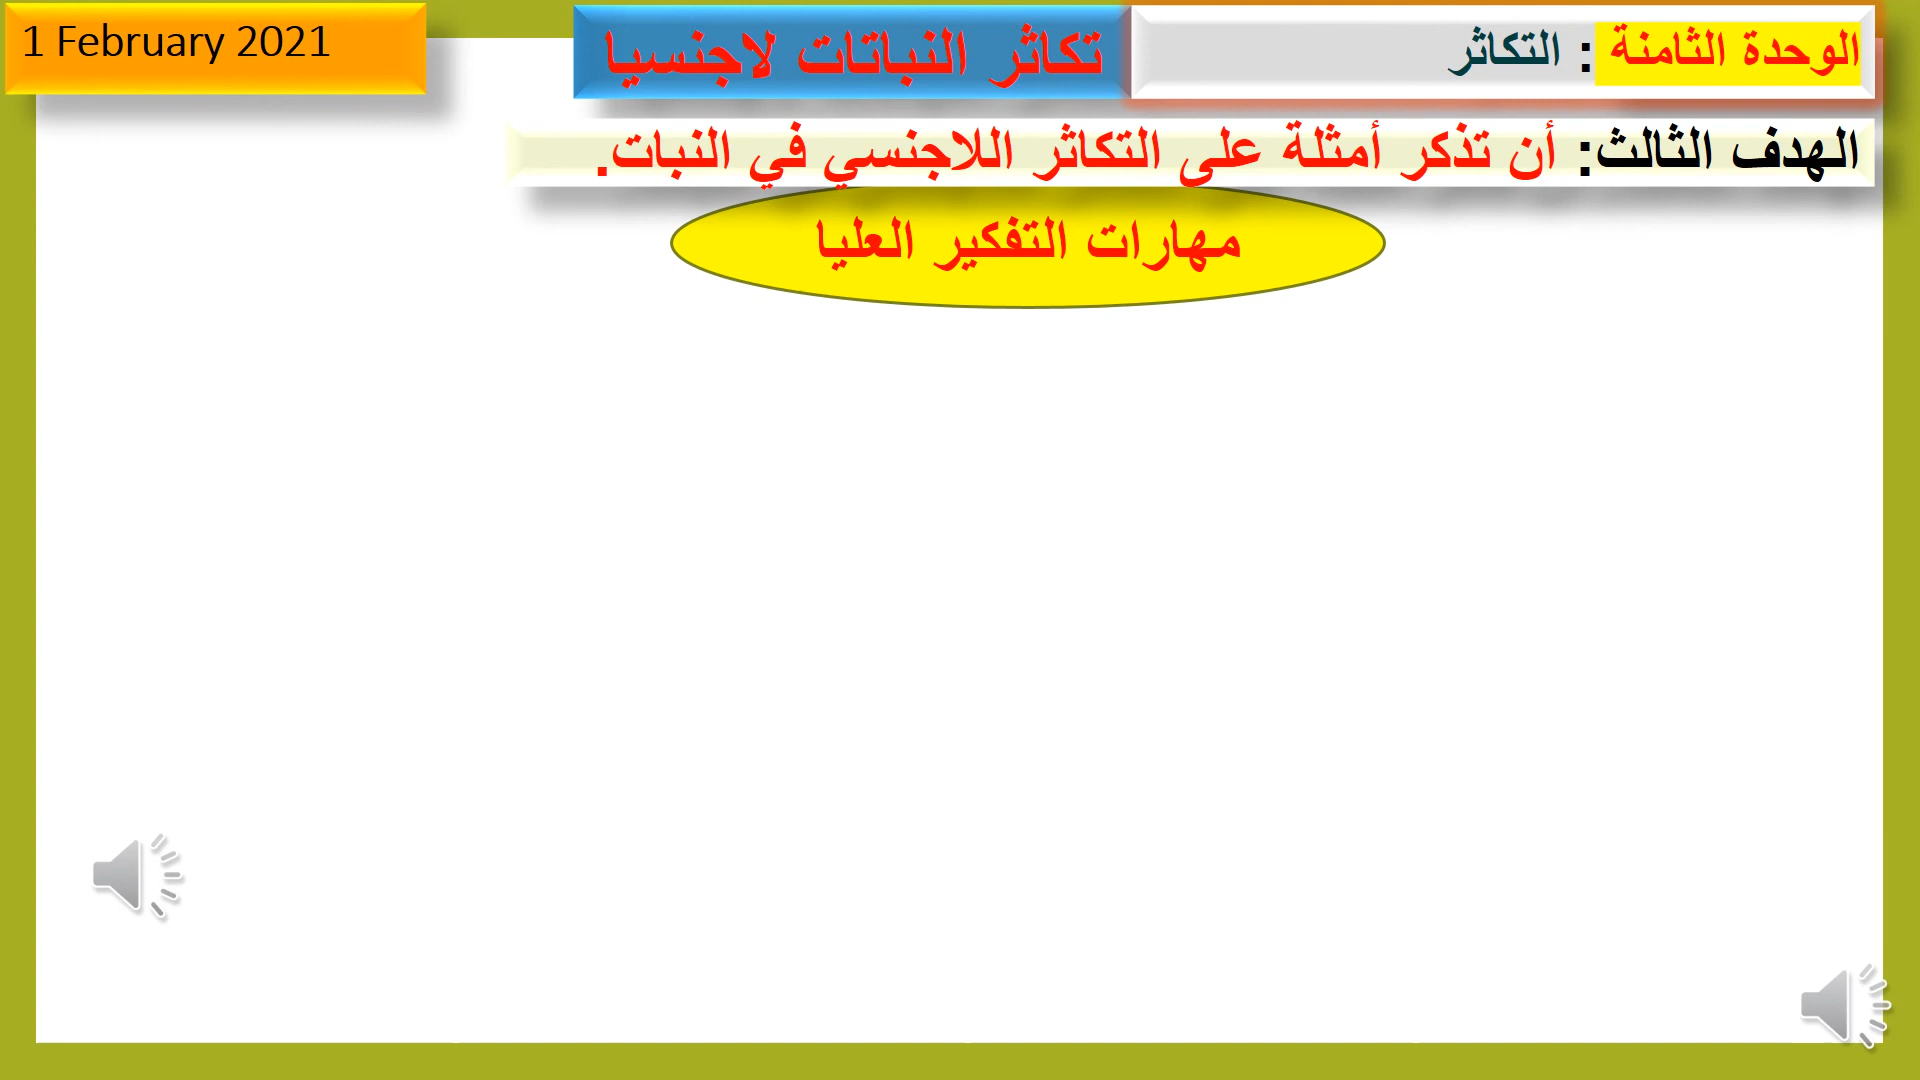 الوحدة الثامنة : التكاثر
تكاثر النباتات لاجنسيا
1 February 2021
الهدف الثالث: أن تذكر أمثلة على التكاثر اللاجنسي في النبات.
مهارات التفكير العليا